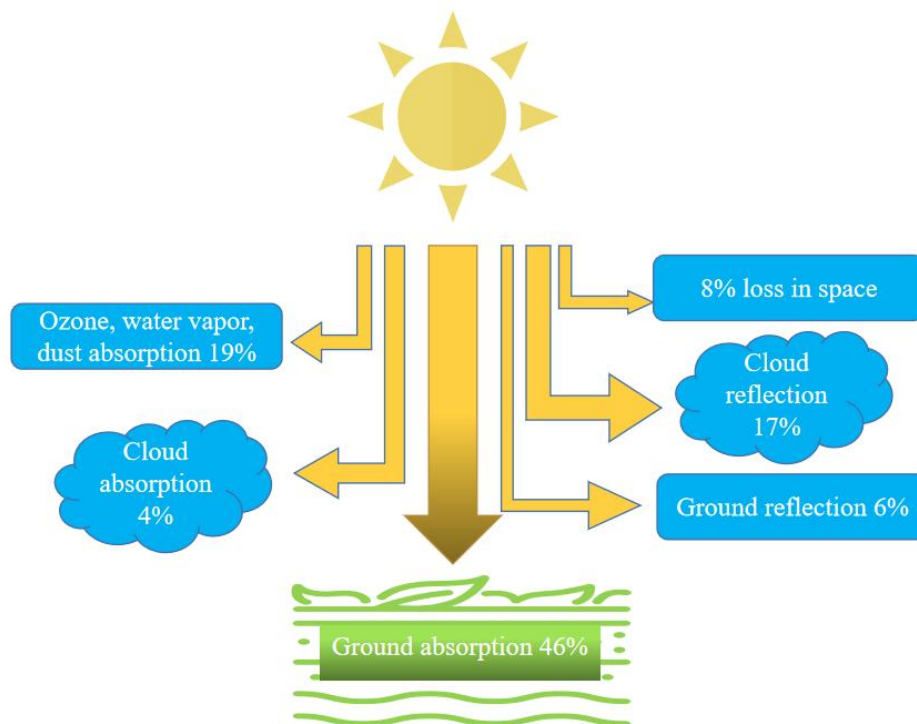 8% loss in space
Ozone, water vapor,
dust absorption 19%
Cloud
reflection
17%
Cloud
absorption
4%
Ground reflection 6%
Ground absorption 46%